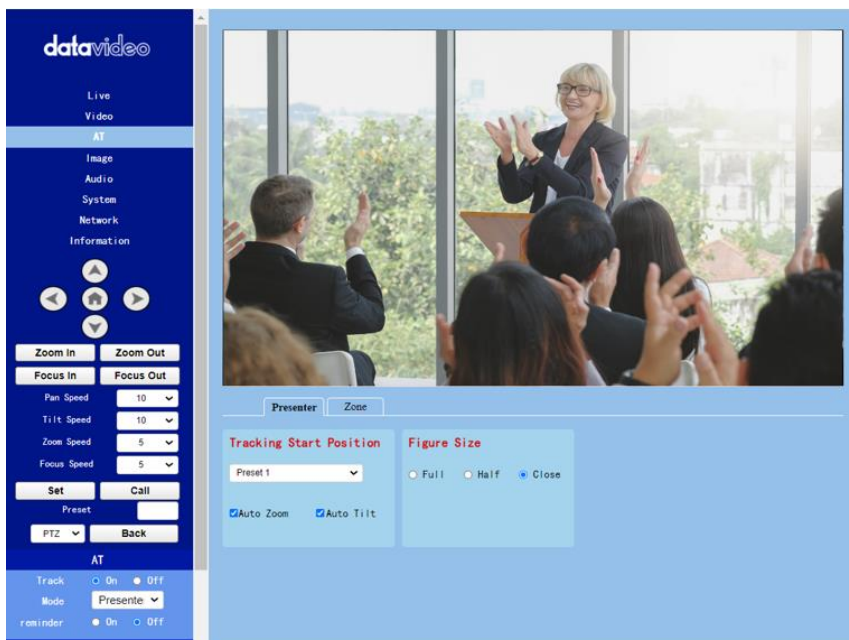 datavideo
Live
Video
AT
Image
Audio
System
Network
Information
Zoom In Zoom Out
Focus In Focus Out
Pan Speed 10
Tilt Speed 10
Zoom Speed 5
Focus Speed 5
Set Call
Preset
PTZ Back
AT
Track On Off
Mode Presente
reminder On Off
Presenter Zone
Tracking Start Position
Preset 1
Auto Zoom Auto Tilt
Figure Size
Full Half Close